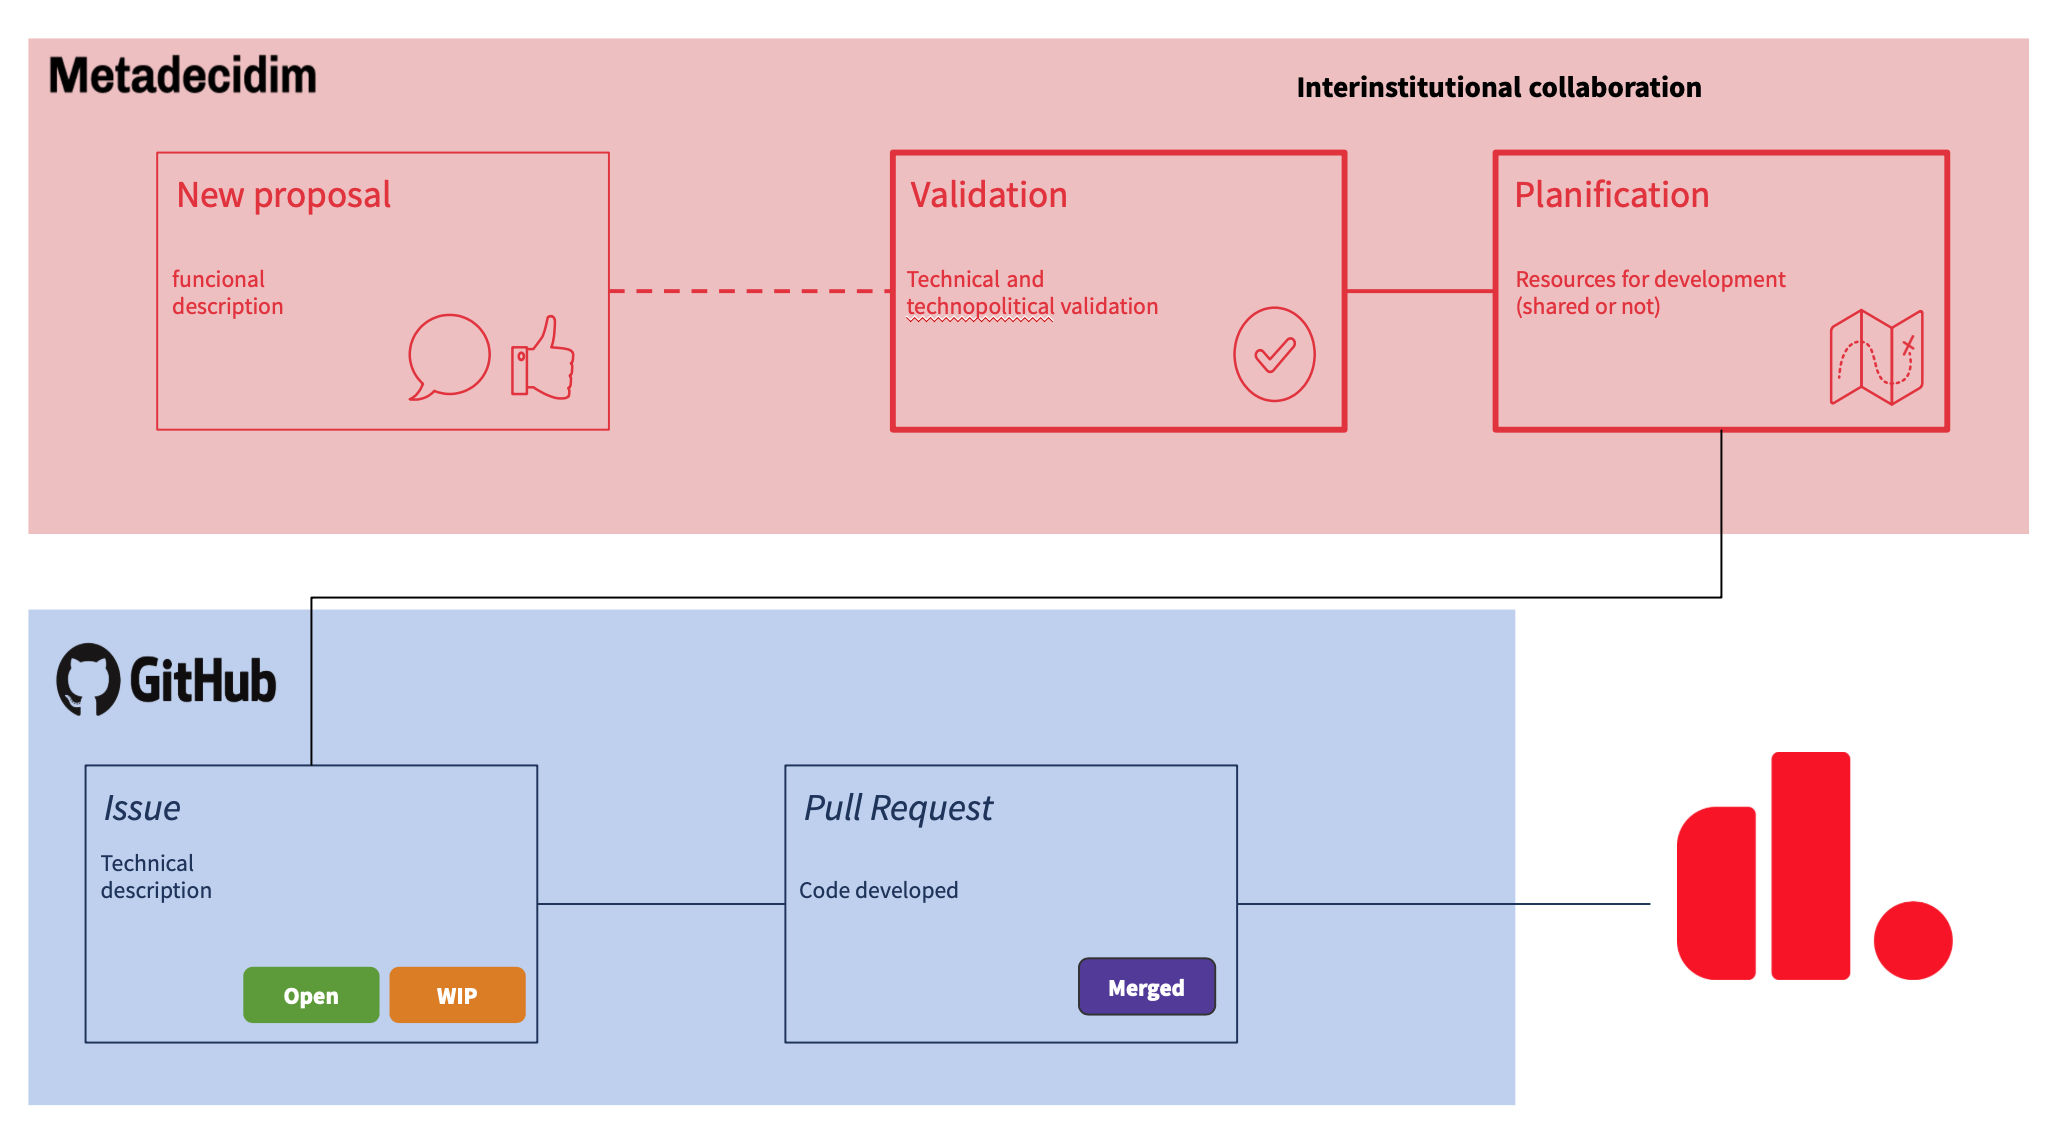 Metadecidim
Interinstitutional collaboration
New proposal
funcional
description
Validation
Technical and
technopolitical validation
Planification
Resources for development
(shared or not)
GitHub
Issue
Technical
description
Open
WIP
Pull Request
Code developed
Merged